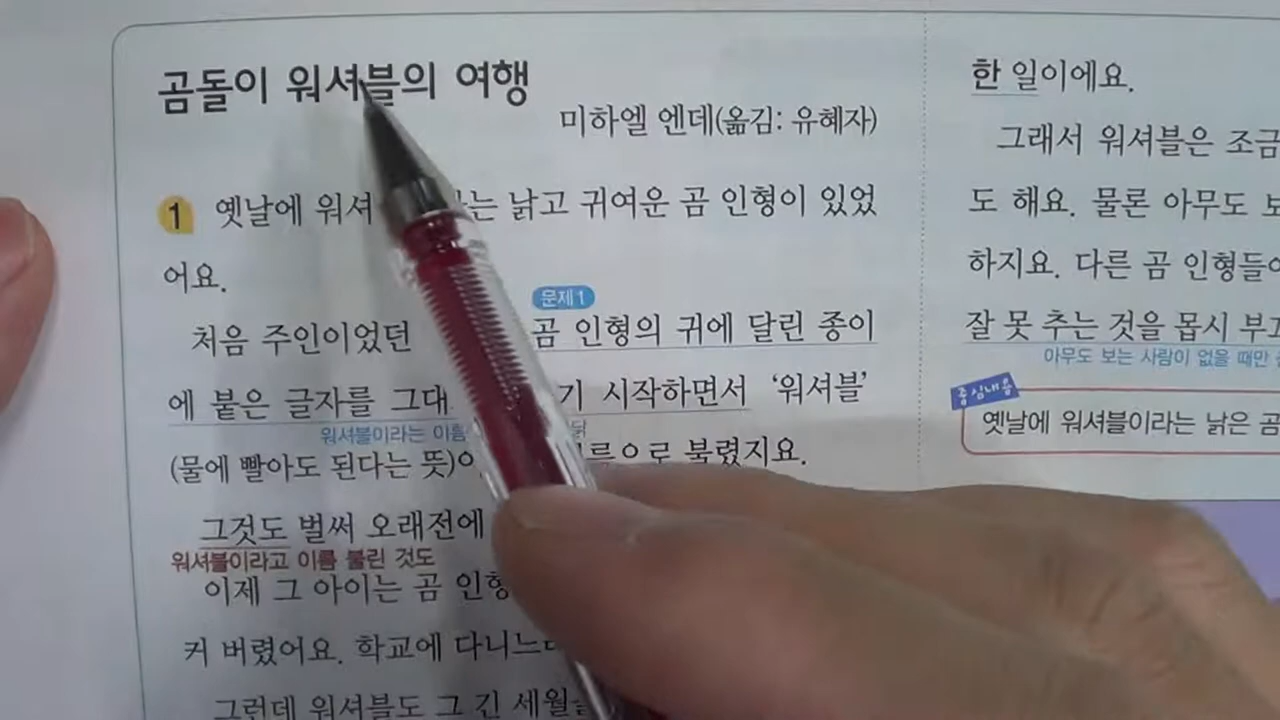 곰돌이 워셔블의 여행
미하엘 엔데(옮김: 유혜자)
1 옛날에 워셔 는 낡고 귀여운 곰 인형이 있었
어요.
문제1
처음 주인이었던 곰 인형의 귀에 달린 종이
에 붙은 글자를 그대 기 시작하면서 ‘워셔블’
워셔블이라는 이름
(물에 빨아도 된다는 뜻)이 으로 불렸지요.
그것도 벌써 오래전에
워셔블이라고 이름 불린 것도
이제 그 아이는 곰 인형
커 버렸어요. 학교에 다니느라
그런데 워셔블도 그 긴 세월을
한 일이에요.
그래서 워셔블은 조금
도 해요. 물론 아무도 보
하지요. 다른 곰 인형들이
잘 못 추는 것을 몹시 부끄
아무도 보는 사람이 없을 때만
중심내용
옛날에 워셔블이라는 낡은 곰